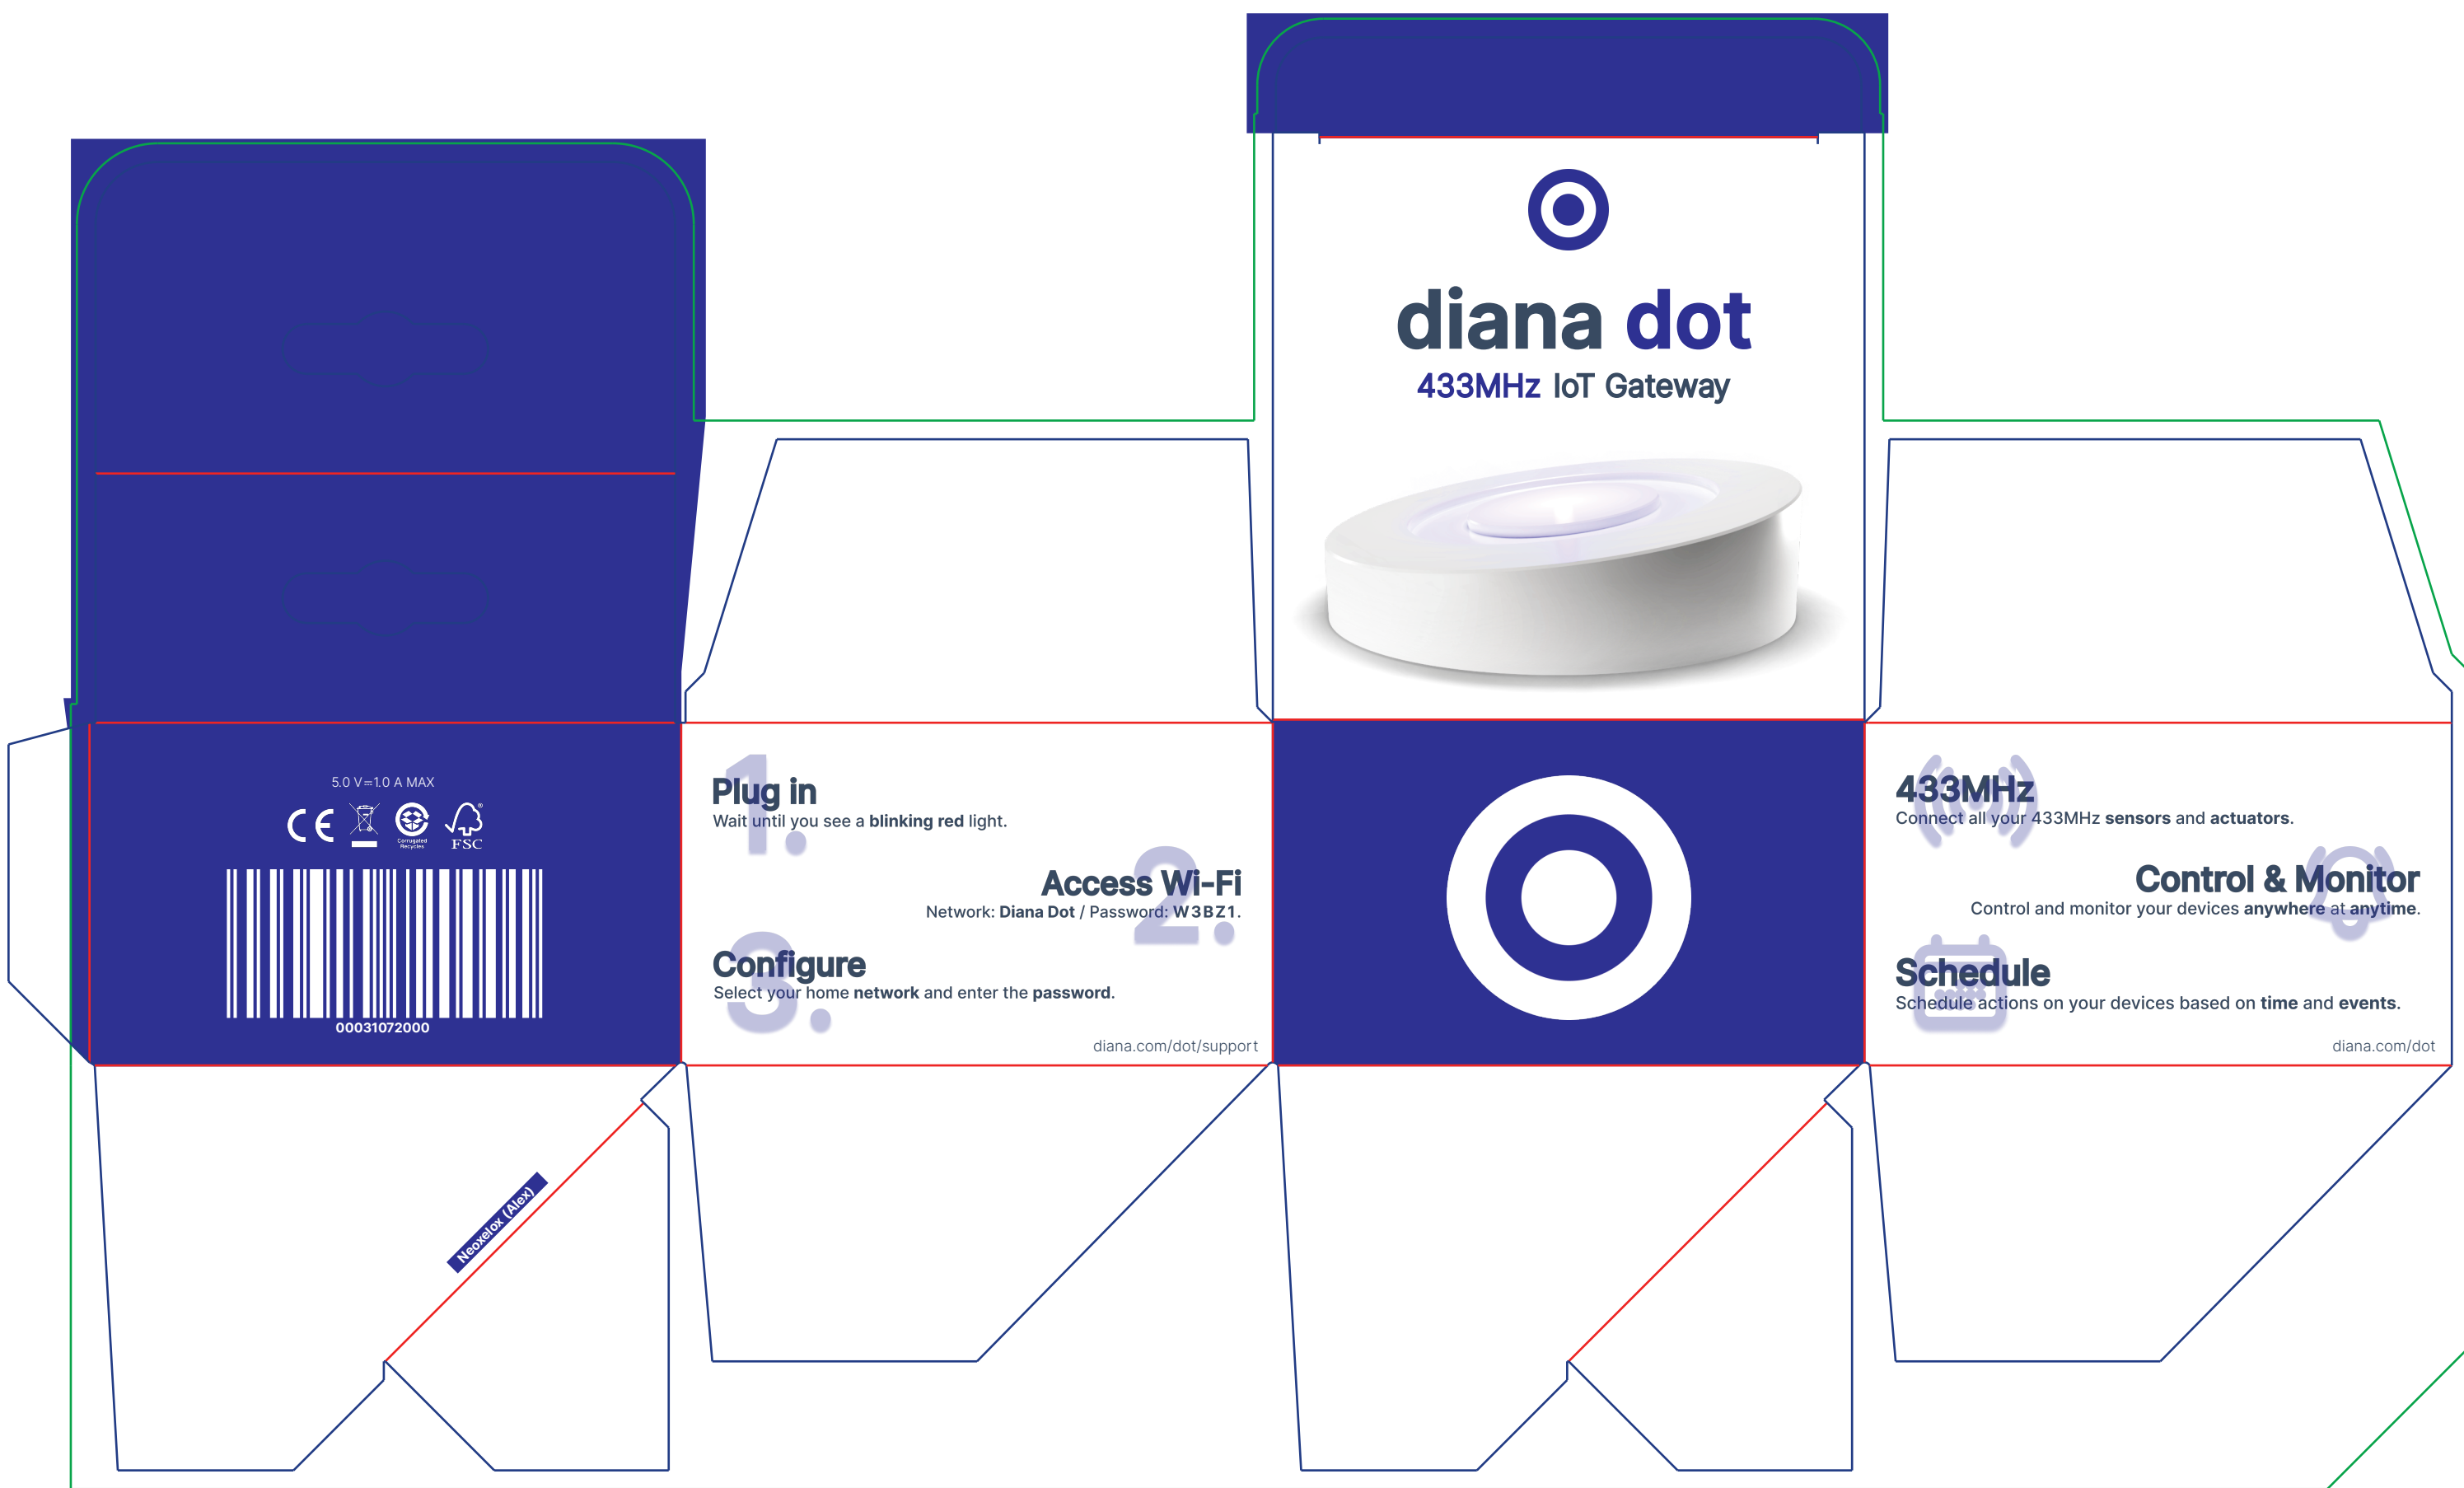 diana dot
433MHz IoT Gateway
5.0 V⎓1.0 A MAX
CE
Corrugated
Recycles
®
FSC
00031072000
1.
Plug in
Wait until you see a blinking red light.
2.
Access Wi-Fi
Network: Diana Dot / Password: W3BZ1.
3.
Configure
Select your home network and enter the password.
diana.com/dot/support
433MHz
Connect all your 433MHz sensors and actuators.
Control & Monitor
Control and monitor your devices anywhere at anytime.
Schedule
Schedule actions on your devices based on time and events.
diana.com/dot
Neoxelox (Alex)